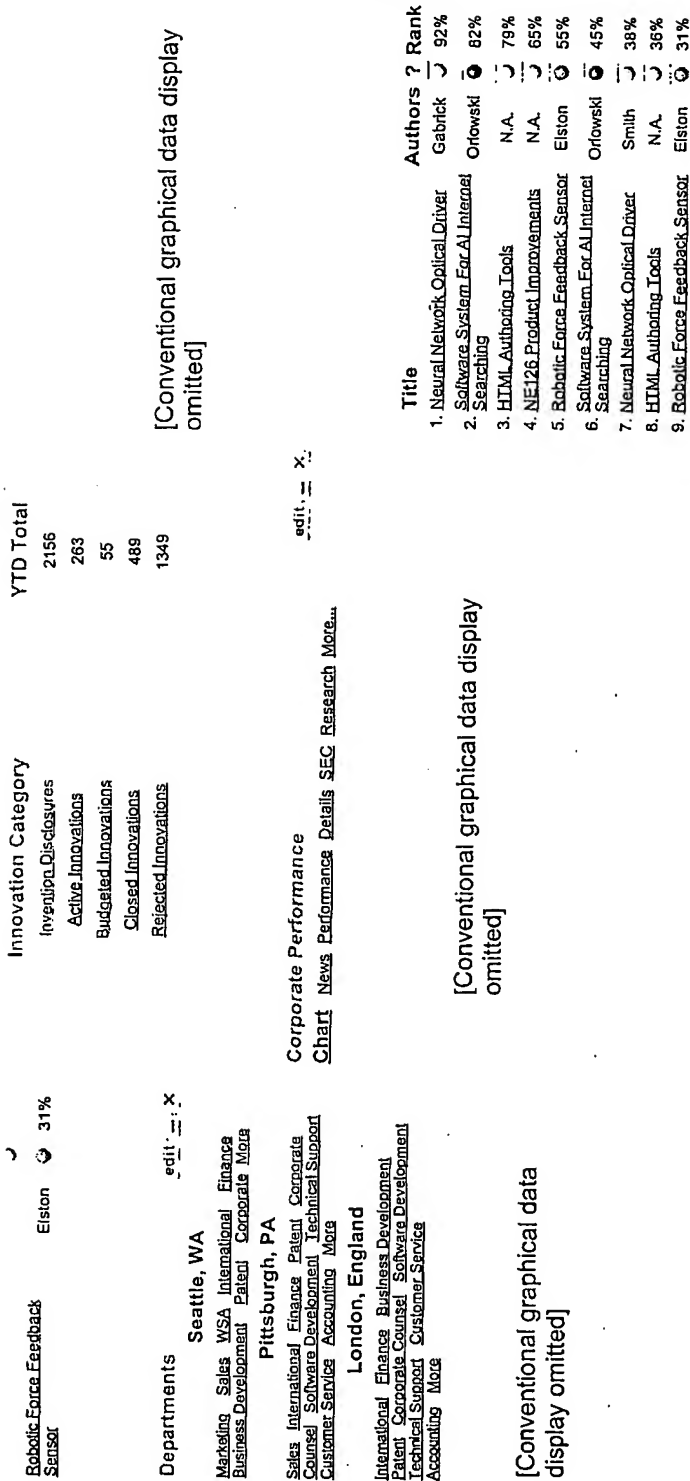 Robotic Force Feedback
Sensor
Elston 31%
Departments
edit
X
Seattle, WA
Marketing Sales WSA International Finance
Business Development Patent Corporate More
Pittsburgh, PA
Sales International Finance Patent Corporate
Counsel Software Development Technical Support
Customer Service Accounting More
London, England
International Finance Business Development
Patent Corporate Counsel Software Development
Technical Support Customer Service
Accounting More
[Conventional graphical data
display omitted]
Innovation Category YTD Total
Invention Disclosures 2156
Active Innovations 263
Budgeted Innovations 55
Closed Innovations 489
Rejected Innovations 1349
Corporate Performance
edit
X
Chart News Performance Details SEC Research More...
[Conventional graphical data display
omitted]
[Conventional graphical data display
omitted]
Title Authors ? Rank
1. Neural Network Optical Driver Gabrick 92%
2. Software System For AI Internet Orlowski 82%
Searching
3. HTML Authoring Tools N.A. 79%
4. NE126 Product Improvements N.A. 65%
5. Robotic Force Feedback Sensor Elston 55%
6. Software System For AI Internet Orlowski 45%
Searching
7. Neural Network Optical Driver Smith 38%
8. HTML Authoring Tools N.A. 36%
9. Robotic Force Feedback Sensor Elston 31%